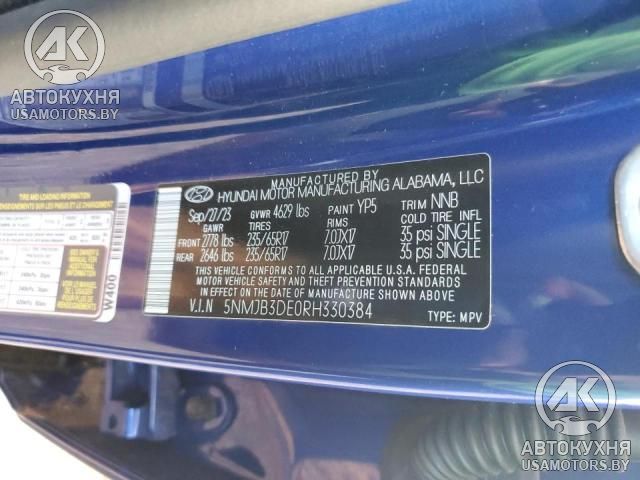 AK
АВТОКУХНЯ
USAMOTORS.BY
MANUFACTURED BY
HYUNDAI MOTOR MANUFACTURING ALABAMA, LLC
Sep/27/23 GVWR 4629 lbs PAINT YP5 TRIM NNB
GAWR TIRES RIMS COLD TIRE INFL
FRONT 2778 lbs 235/65R17 7.0JX17 35 psi SINGLE
REAR 2646 lbs 235/65R17 7.0JX17 35 psi SINGLE
THIS VEHICLE CONFORMS TO ALL APPLICABLE U.S.A. FEDERAL
MOTOR VEHICLE SAFETY AND THEFT PREVENTION STANDARDS
IN EFFECT ON THE DATE OF MANUFACTURE SHOWN ABOVE.
V.I.N 5NMJB3DE0RH330384
TYPE: MPV
W400
AK
АВТОКУХНЯ
USAMOTORS.BY